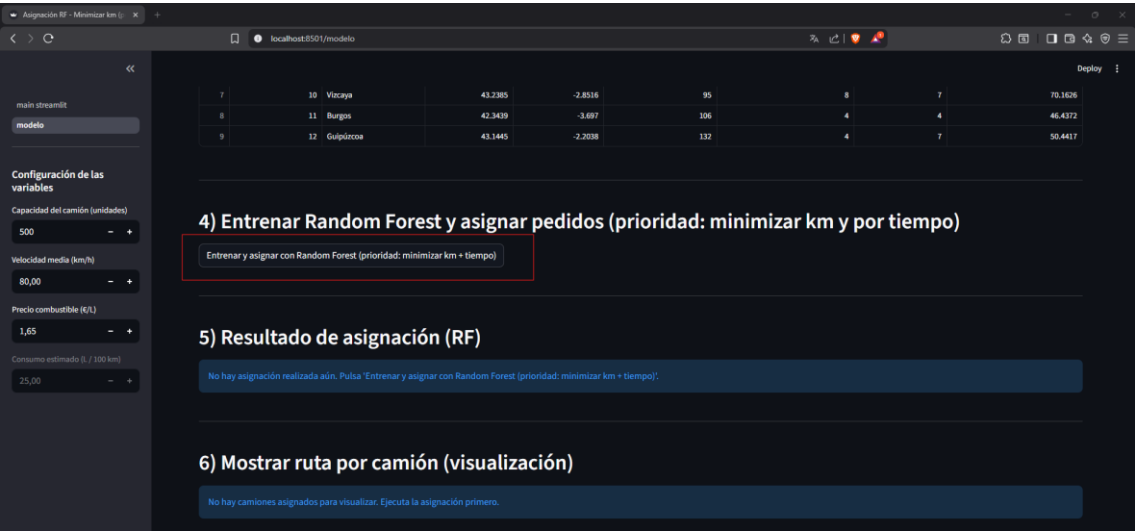 Asignación RF - Minimizar km (
localhost:8501/modelo
Deploy
main streamlit
modelo
Configuración de las
variables
Capacidad del camión (unidades)
500
Velocidad media (km/h)
80,00
Precio combustible (€/L)
1,65
Consumo estimado (L / 100 km)
25,00
7 10 Vizcaya 43.2385 -2.8516 95 8 7 70.1626
8 11 Burgos 42.3439 -3.697 106 4 4 46.4372
9 12 Guipúzcoa 43.1445 -2.2038 132 4 7 50.4417
4) Entrenar Random Forest y asignar pedidos (prioridad: minimizar km y por tiempo)
Entrenar y asignar con Random Forest (prioridad: minimizar km + tiempo)
5) Resultado de asignación (RF)
No hay asignación realizada aún. Pulsa 'Entrenar y asignar con Random Forest (prioridad: minimizar km + tiempo)'.
6) Mostrar ruta por camión (visualización)
No hay camiones asignados para visualizar. Ejecuta la asignación primero.